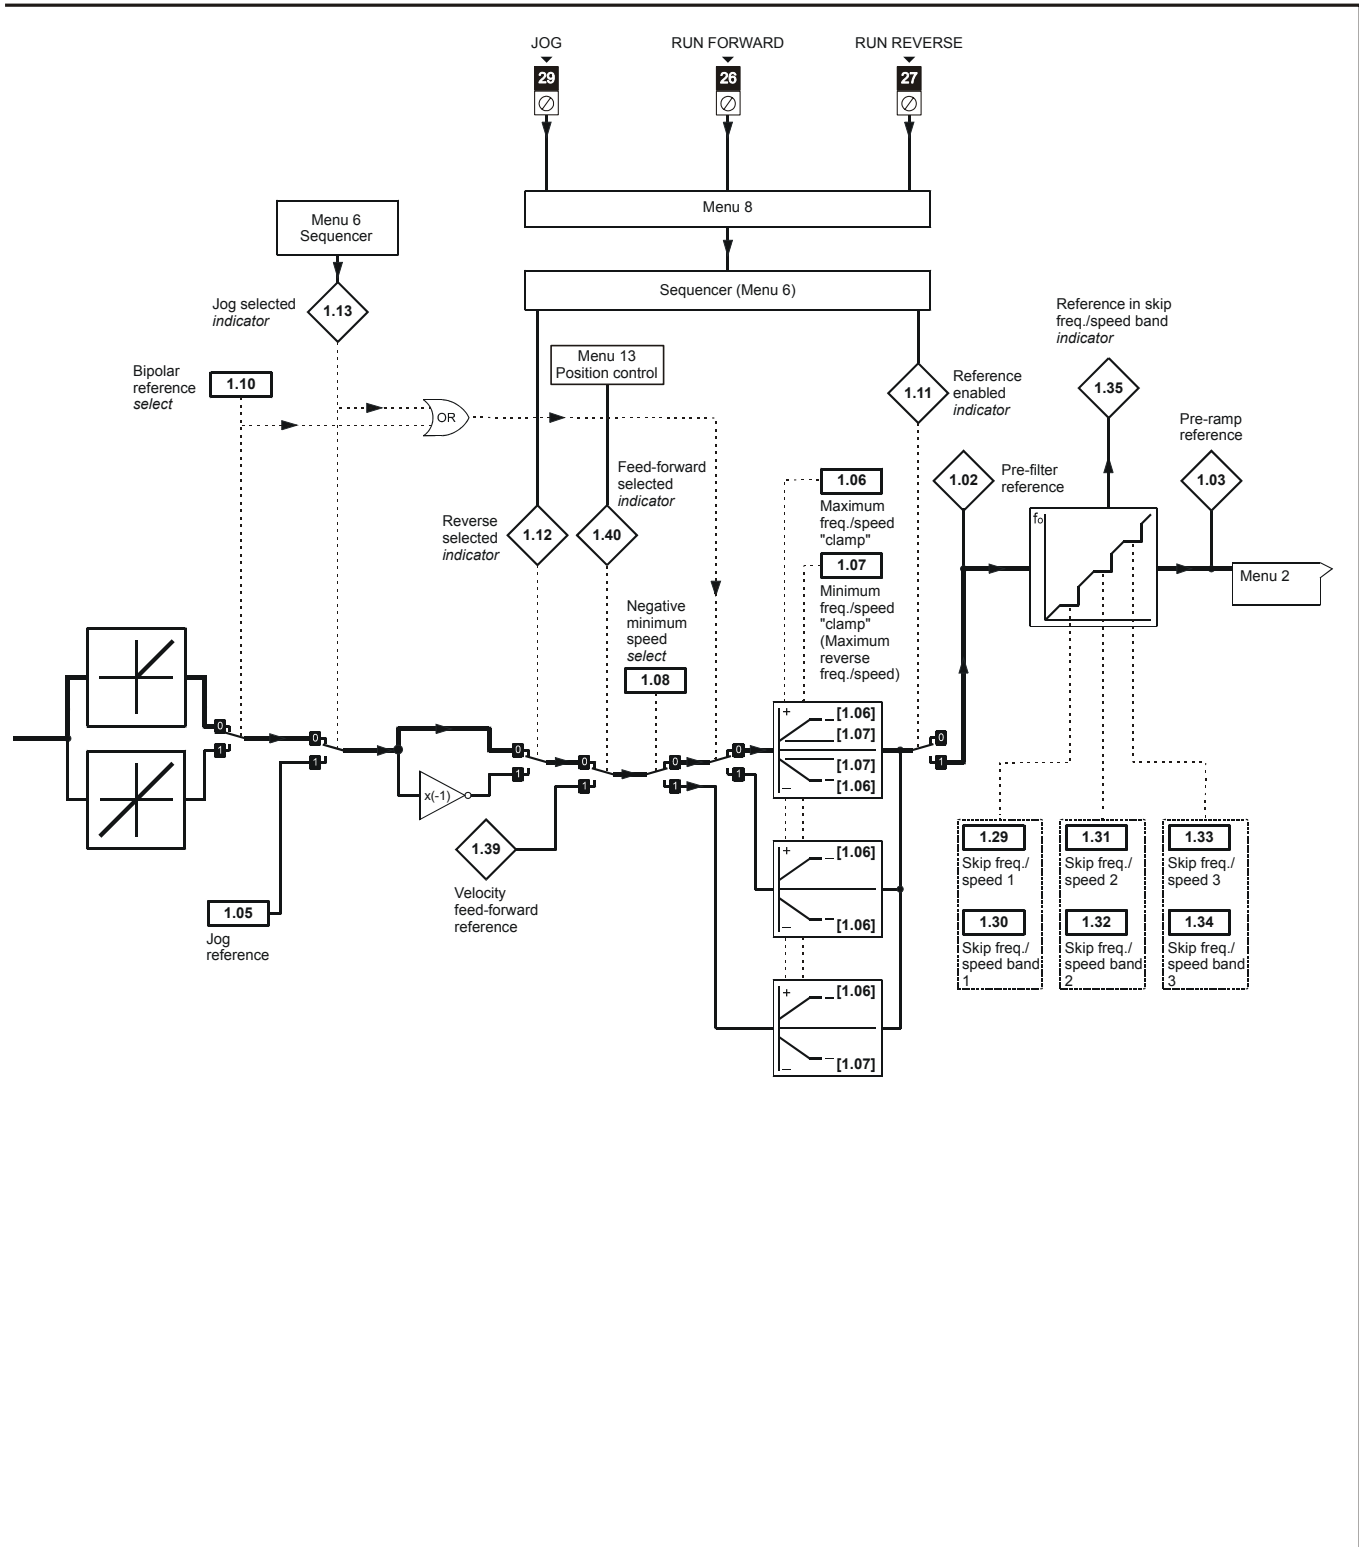 JOG
RUN FORWARD
RUN REVERSE
29
26
27
Menu 8
Menu 6
Sequencer
Sequencer (Menu 6)
Jog selected
indicator
1.13
Reference in skip
freq./speed band
indicator
1.35
Menu 13
Position control
Bipolar
reference
select
1.10
OR
1.11
Reference
enabled
indicator
Pre-ramp
reference
1.03
1.02
Pre-filter
reference
Feed-forward
selected
indicator
1.40
Reverse
selected
indicator
1.12
1.06
Maximum
freq./speed
"clamp"
1.07
Minimum
freq./speed
"clamp"
(Maximum
reverse
freq./speed)
fo
Menu 2
Negative
minimum
speed
select
1.08
0
1
0
1
x(-1)
0
1
0
1
0
1
0
1
+
[1.06]
[1.07]
[1.07]
[1.06]
–
0
1
1.39
Velocity
feed-forward
reference
+
[1.06]
[1.06]
–
1.05
Jog
reference
+
[1.06]
[1.07]
–
1.29
Skip freq./
speed 1
1.30
Skip freq./
speed band
1
1.31
Skip freq./
speed 2
1.32
Skip freq./
speed band
2
1.33
Skip freq./
speed 3
1.34
Skip freq./
speed band
3